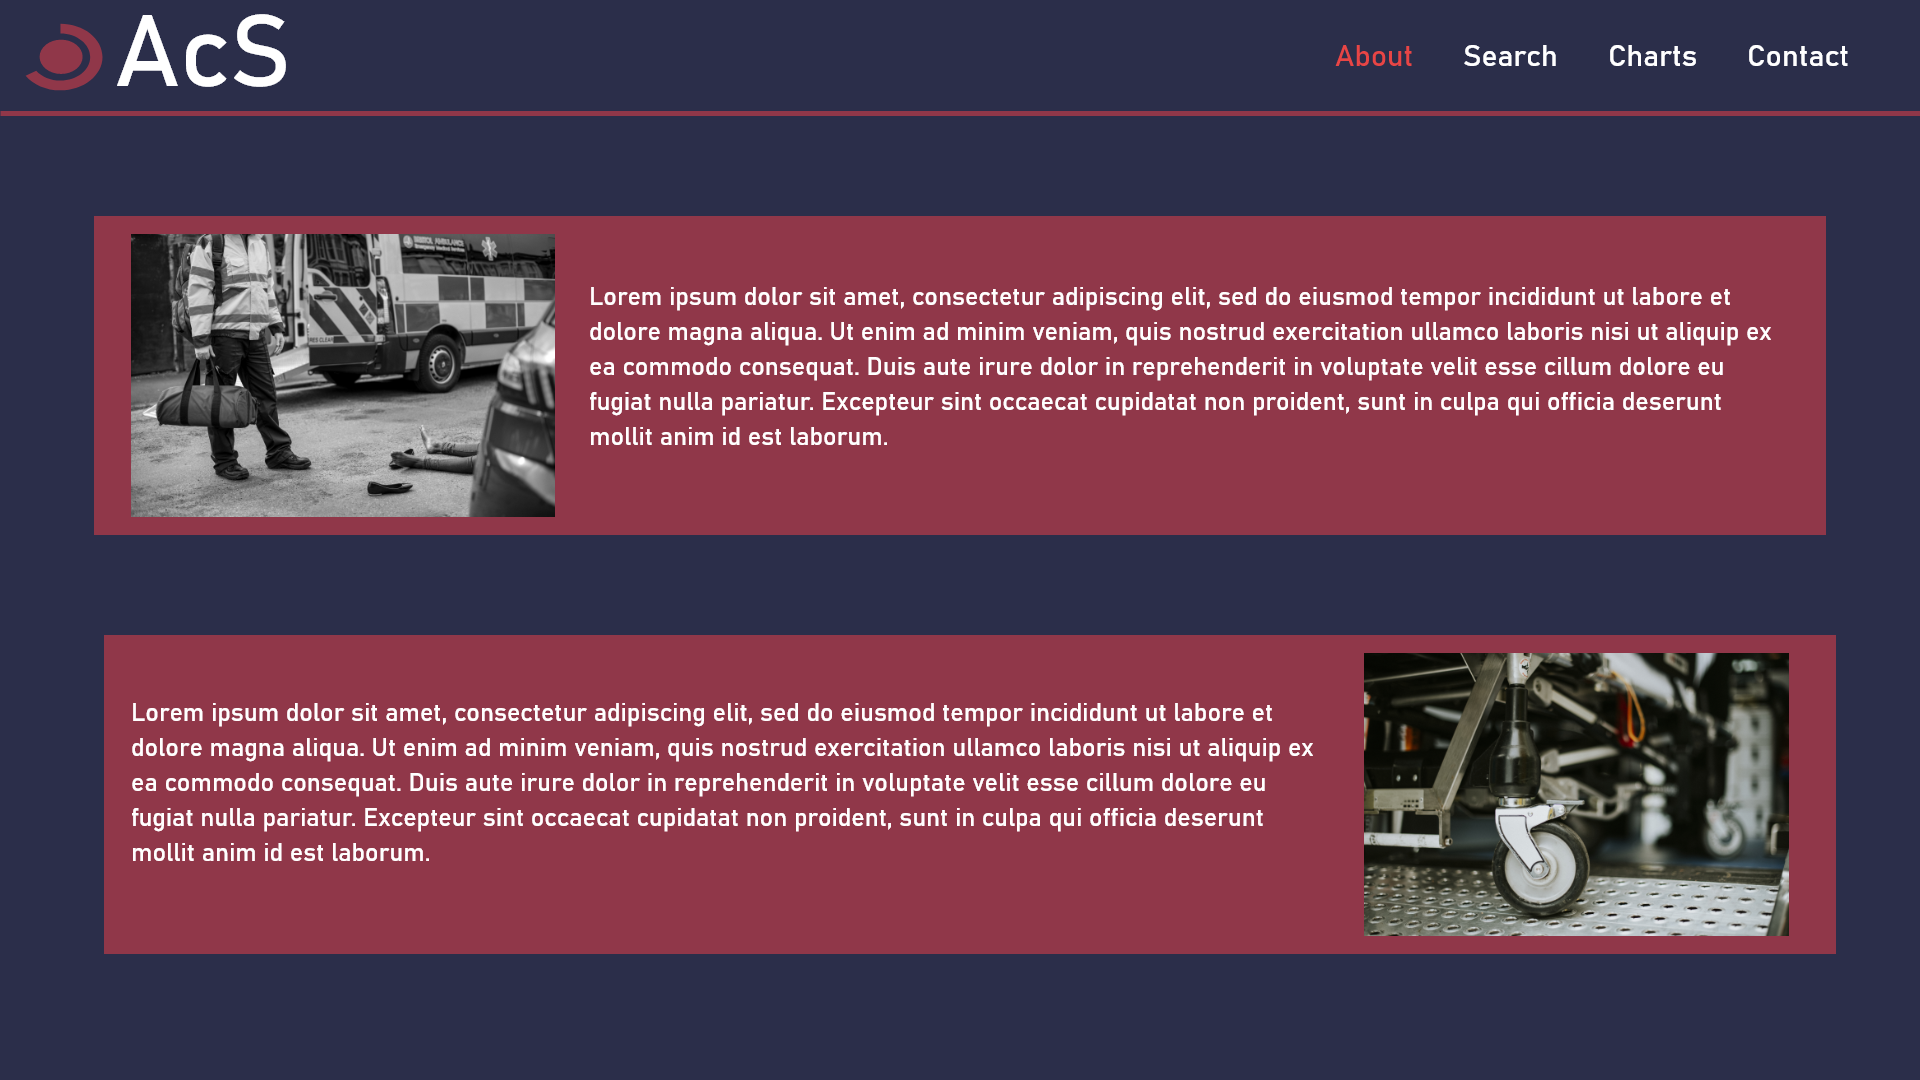 AcS
About Search Charts Contact
BRISTOL AMBULANCE
Emergency Medical Services
Lorem ipsum dolor sit amet, consectetur adipiscing elit, sed do eiusmod tempor incididunt ut labore et
dolore magna aliqua. Ut enim ad minim veniam, quis nostrud exercitation ullamco laboris nisi ut aliquip ex
ea commodo consequat. Duis aute irure dolor in reprehenderit in voluptate velit esse cillum dolore eu
fugiat nulla pariatur. Excepteur sint occaecat cupidatat non proident, sunt in culpa qui officia deserunt
mollit anim id est laborum.
Lorem ipsum dolor sit amet, consectetur adipiscing elit, sed do eiusmod tempor incididunt ut labore et
dolore magna aliqua. Ut enim ad minim veniam, quis nostrud exercitation ullamco laboris nisi ut aliquip ex
ea commodo consequat. Duis aute irure dolor in reprehenderit in voluptate velit esse cillum dolore eu
fugiat nulla pariatur. Excepteur sint occaecat cupidatat non proident, sunt in culpa qui officia deserunt
mollit anim id est laborum.